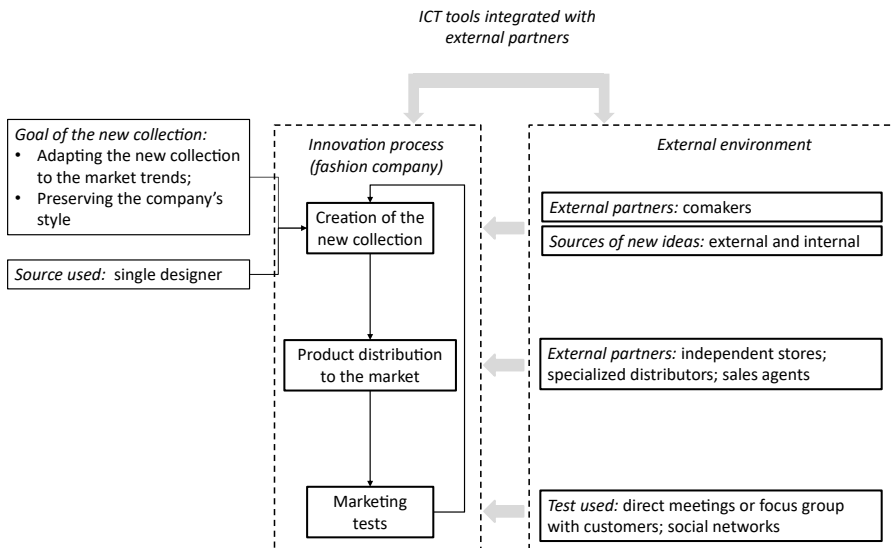 ICT tools integrated with
external partners
Goal of the new collection:
• Adapting the new collection
to the market trends;
• Preserving the company's
style
Source used: single designer
Innovation process
(fashion company)
Creation of the
new collection
Product distribution
to the market
Marketing
tests
External environment
External partners: comakers
Sources of new ideas: external and internal
External partners: independent stores;
specialized distributors; sales agents
Test used: direct meetings or focus group
with customers; social networks